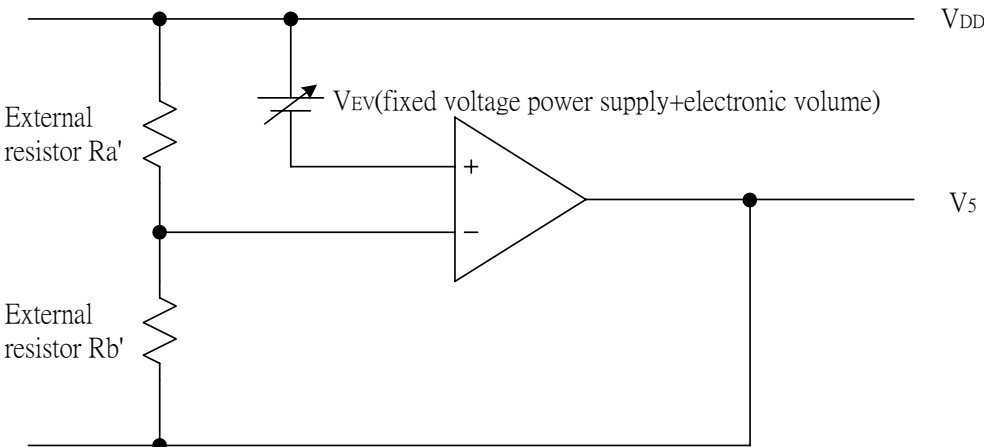 VDD
VEV(fixed voltage power supply+electronic volume)
External
resistor Ra'
+
V5
−
External
resistor Rb'